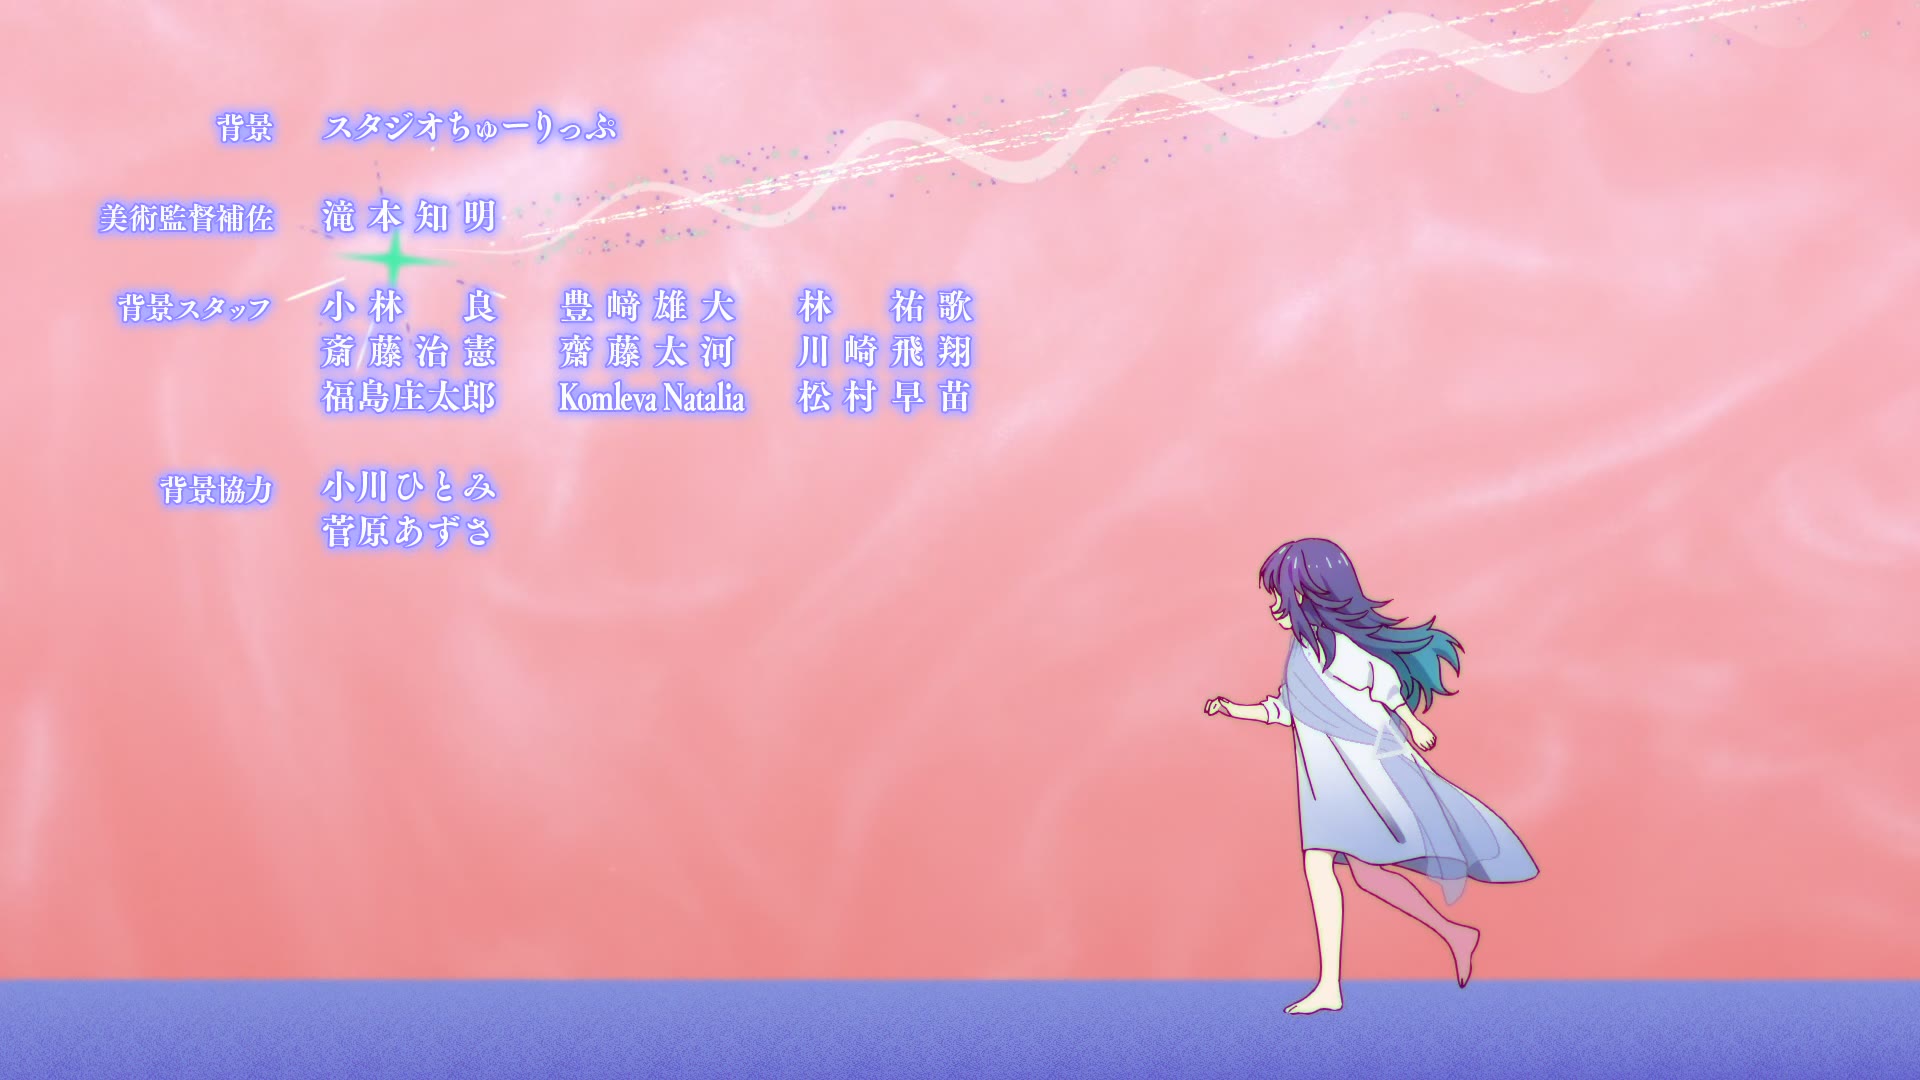 背景 スタジオちゅーりっぷ
美術監督補佐 滝本知明
背景スタッフ 小林 良 豊﨑雄大 林 祐歌
斎藤治憲 齋藤太河 川崎飛翔
福島庄太郎 Komleva Natalia 松村早苗
背景協力 小川ひとみ
菅原あずさ